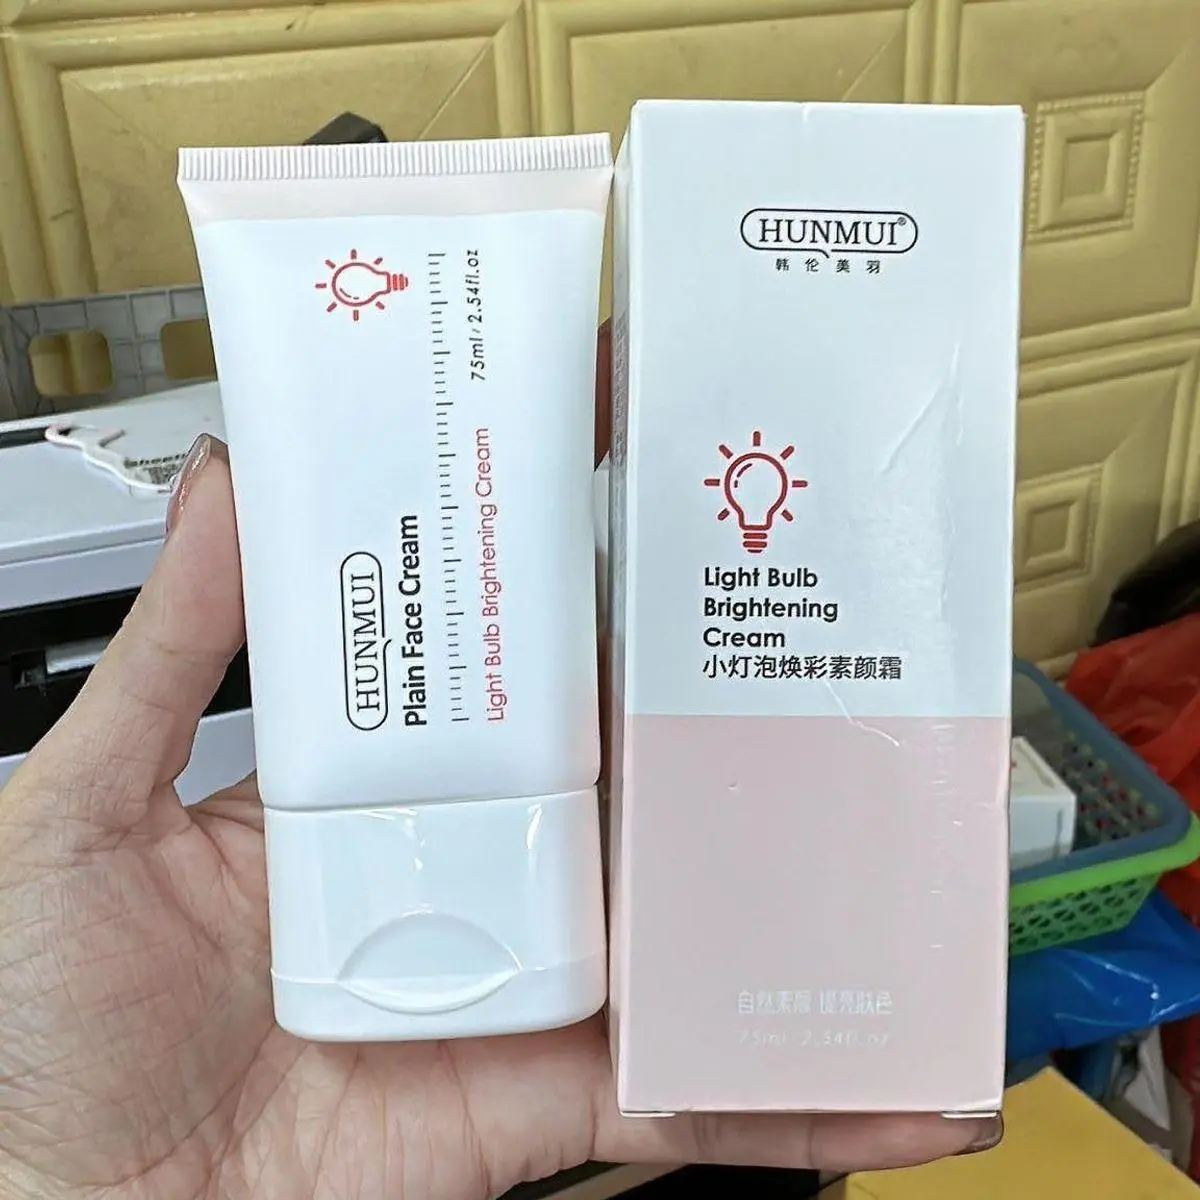 HUNMUI
Plain Face Cream
75ml/2.54fl.oz
Light Bulb Brightening Cream
HUNMUI®
韩伦美羽
Light Bulb
Brightening
Cream
小灯泡焕彩素颜霜
自然素颜 提亮肤色
75ml/2.54fl.oz